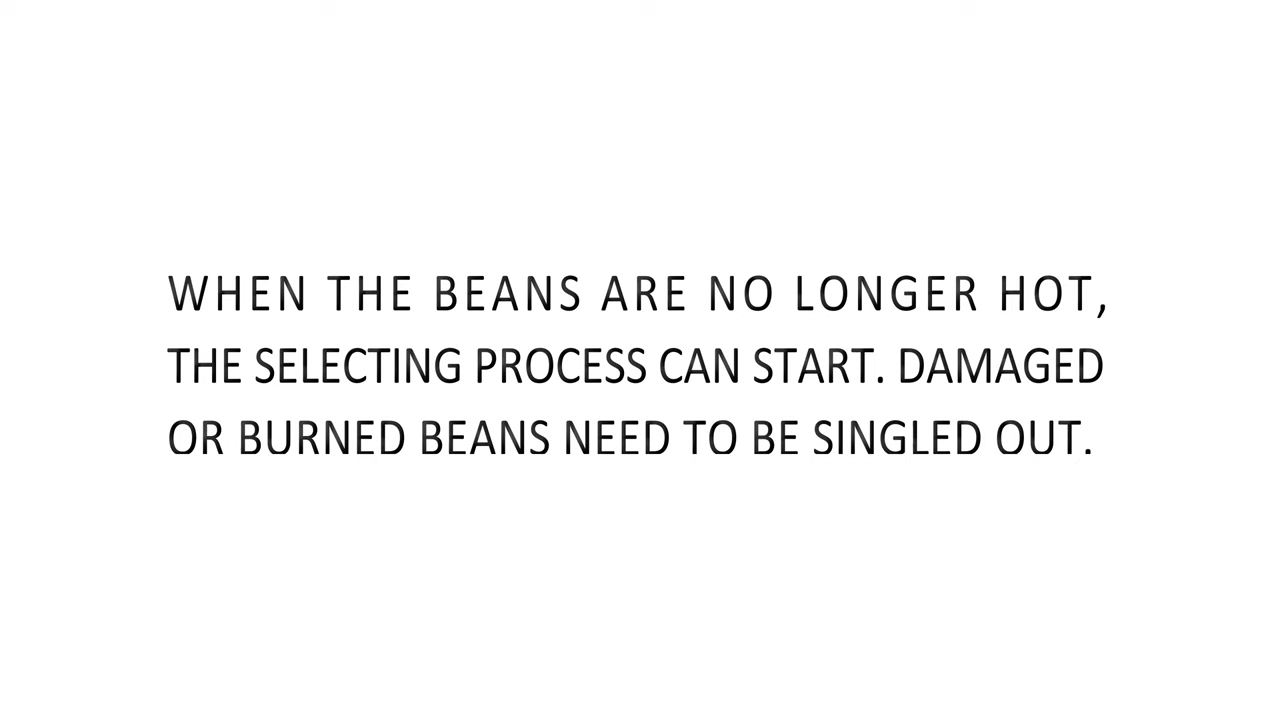 WHEN THE BEANS ARE NO LONGER HOT,
THE SELECTING PROCESS CAN START. DAMAGED
OR BURNED BEANS NEED TO BE SINGLED OUT.